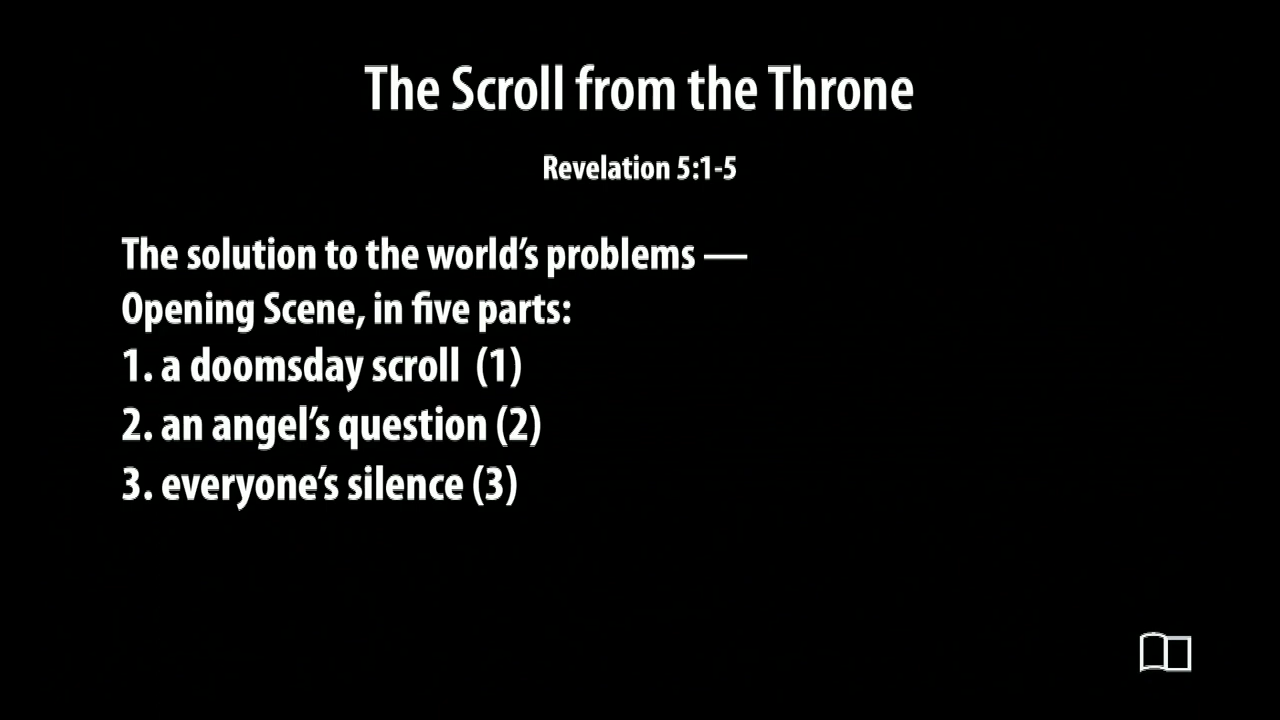 The Scroll from the Throne
Revelation 5:1-5
The solution to the world’s problems —
Opening Scene, in five parts:
1. a doomsday scroll  (1)
2. an angel’s question (2)
3. everyone’s silence (3)